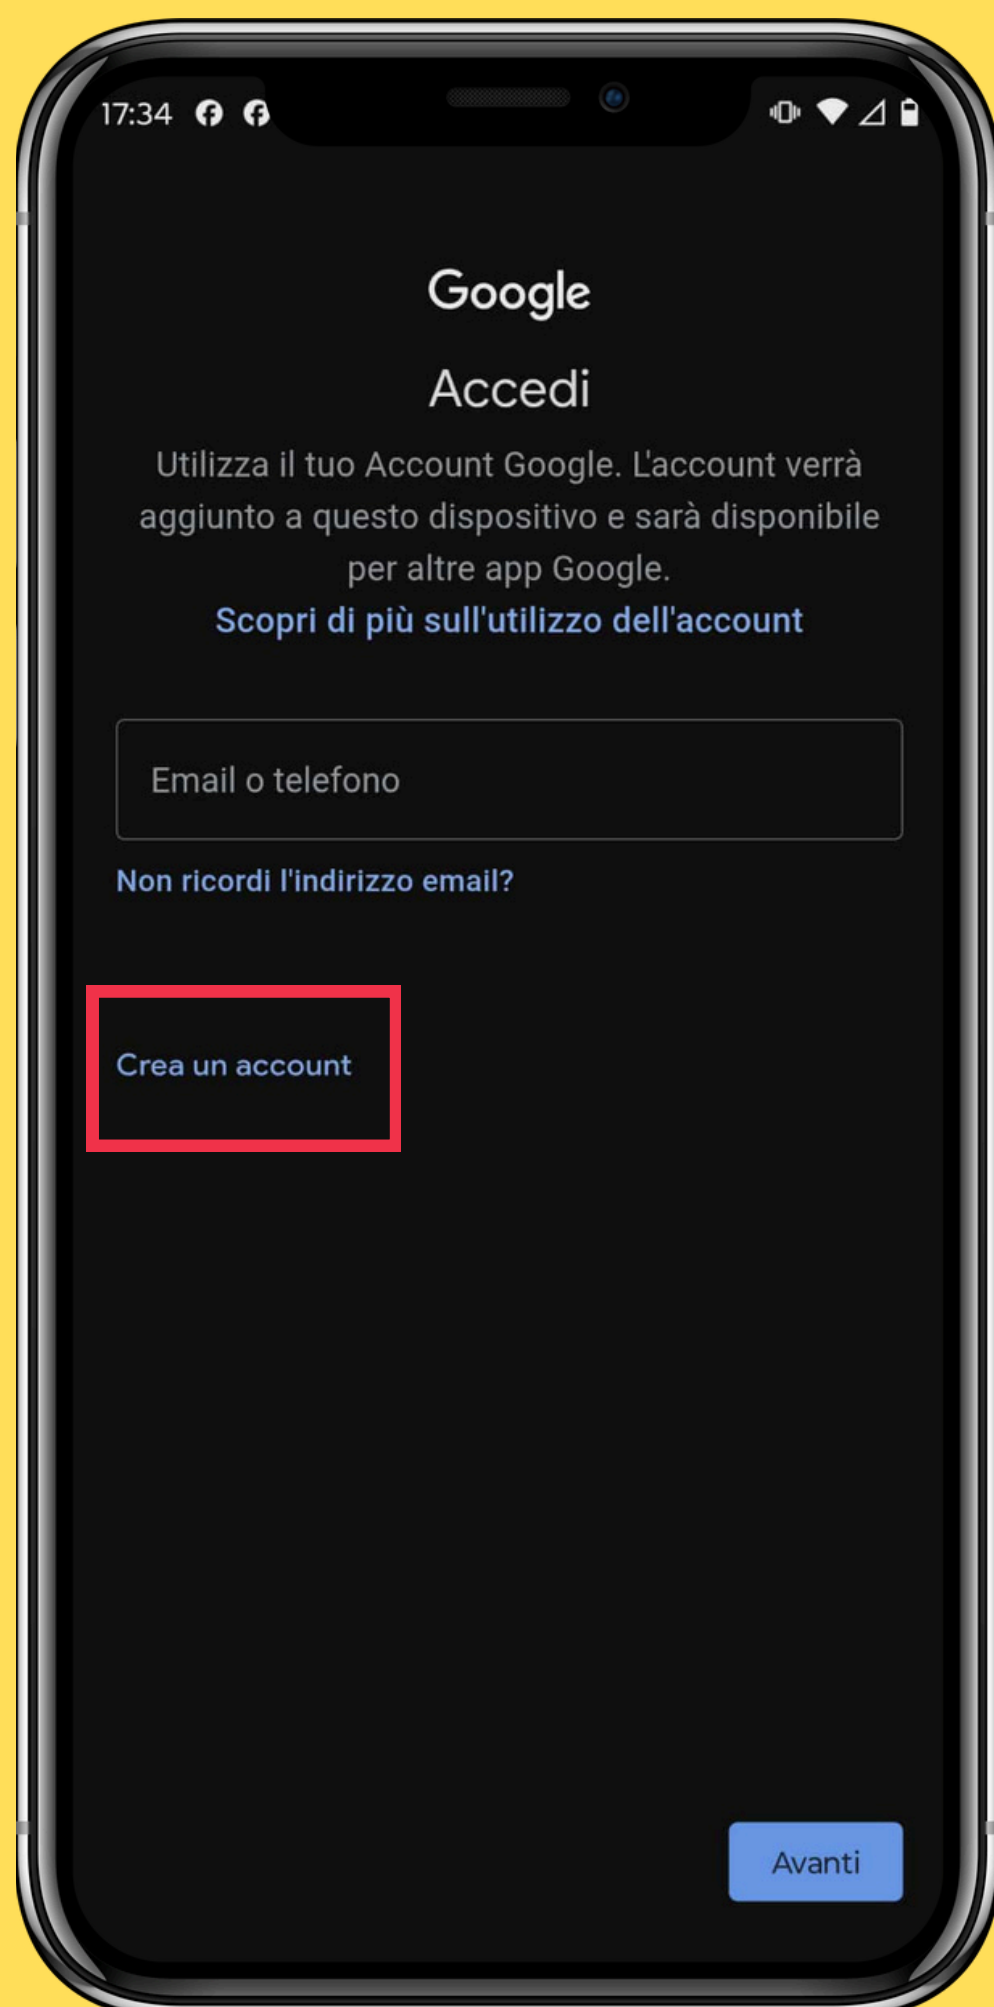 17:34
Google
Accedi
Utilizza il tuo Account Google. L'account verrà
aggiunto a questo dispositivo e sarà disponibile
per altre app Google.
Scopri di più sull'utilizzo dell'account
Email o telefono
Non ricordi l'indirizzo email?
Crea un account
Avanti